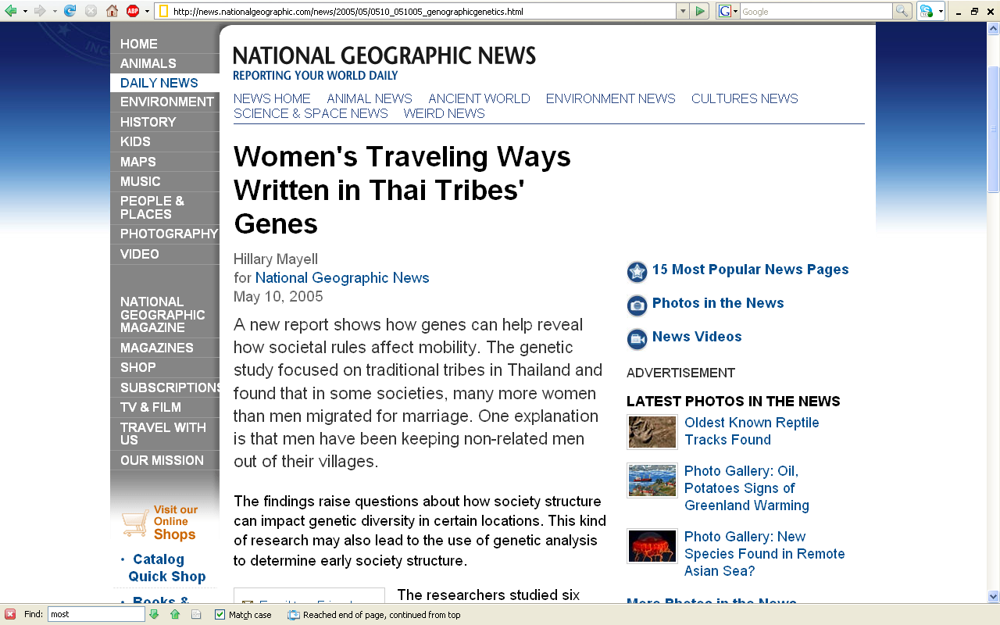 http://news.nationalgeographic.com/news/2005/05/0510_051005_genographicgenetics.html
Google
ABP
G
INC
HOME
ANIMALS
DAILY NEWS
ENVIRONMENT
HISTORY
KIDS
MAPS
MUSIC
PEOPLE &
PLACES
PHOTOGRAPHY
VIDEO
NATIONAL
GEOGRAPHIC
MAGAZINE
MAGAZINES
SHOP
SUBSCRIPTIONS
TV & FILM
TRAVEL WITH
US
OUR MISSION
Visit our
Online
Shops
• Catalog
Quick Shop
• Books &
NATIONAL GEOGRAPHIC NEWS
REPORTING YOUR WORLD DAILY
NEWS HOME ANIMAL NEWS ANCIENT WORLD ENVIRONMENT NEWS CULTURES NEWS
SCIENCE & SPACE NEWS WEIRD NEWS
Women's Traveling Ways
Written in Thai Tribes'
Genes
Hillary Mayell
for National Geographic News
May 10, 2005
A new report shows how genes can help reveal
how societal rules affect mobility. The genetic
study focused on traditional tribes in Thailand and
found that in some societies, many more women
than men migrated for marriage. One explanation
is that men have been keeping non-related men
out of their villages.
The findings raise questions about how society structure
can impact genetic diversity in certain locations. This kind
of research may also lead to the use of genetic analysis
to determine early society structure.
The researchers studied six
15 Most Popular News Pages
Photos in the News
News Videos
ADVERTISEMENT
LATEST PHOTOS IN THE NEWS
Oldest Known Reptile
Tracks Found
Photo Gallery: Oil,
Potatoes Signs of
Greenland Warming
Photo Gallery: New
Species Found in Remote
Asian Sea?
More Photos in the News
Find: most Match case Reached end of page, continued from top